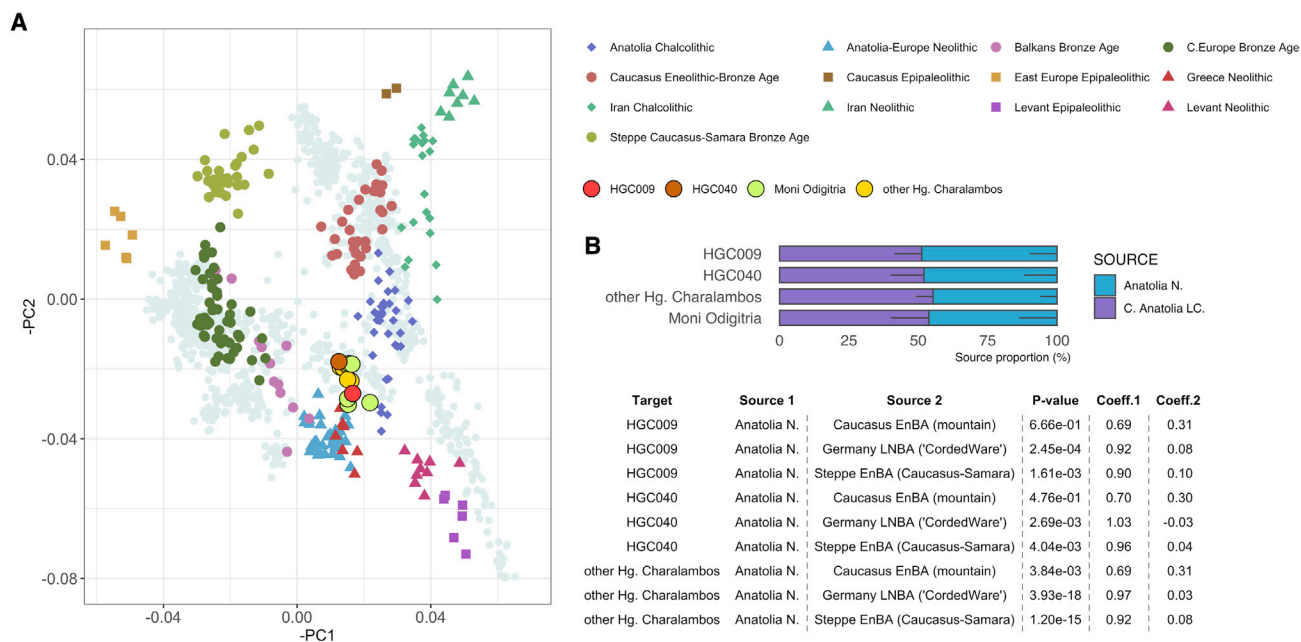 A
0.04
0.00
-0.04
-0.08
-PC2
-0.04
0.00
0.04
-PC1
Anatolia Chalcolithic
Anatolia-Europe Neolithic
Balkans Bronze Age
C.Europe Bronze Age
Caucasus Eneolithic-Bronze Age
Caucasus Epipaleolithic
East Europe Epipaleolithic
Greece Neolithic
Iran Chalcolithic
Iran Neolithic
Levant Epipaleolithic
Levant Neolithic
Steppe Caucasus-Samara Bronze Age
HGC009
HGC040
Moni Odigitria
other Hg. Charalambos
B
HGC009
HGC040
other Hg. Charalambos
Moni Odigitria
0
25
50
75
100
Source proportion (%)
SOURCE
Anatolia N.
C. Anatolia LC.
Target Source 1 Source 2 P-value Coeff.1 Coeff.2
HGC009 Anatolia N. Caucasus EnBA (mountain) 6.66e-01 0.69 0.31
HGC009 Anatolia N. Germany LNBA ('CordedWare') 2.45e-04 0.92 0.08
HGC009 Anatolia N. Steppe EnBA (Caucasus-Samara) 1.61e-03 0.90 0.10
HGC040 Anatolia N. Caucasus EnBA (mountain) 4.76e-01 0.70 0.30
HGC040 Anatolia N. Germany LNBA ('CordedWare') 2.69e-03 1.03 -0.03
HGC040 Anatolia N. Steppe EnBA (Caucasus-Samara) 4.04e-03 0.96 0.04
other Hg. Charalambos Anatolia N. Caucasus EnBA (mountain) 3.84e-03 0.69 0.31
other Hg. Charalambos Anatolia N. Germany LNBA ('CordedWare') 3.93e-18 0.97 0.03
other Hg. Charalambos Anatolia N. Steppe EnBA (Caucasus-Samara) 1.20e-15 0.92 0.08